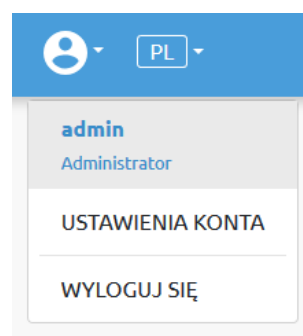 PL
admin
Administrator
USTAWIENIA KONTA
WYLOGUJ SIĘ